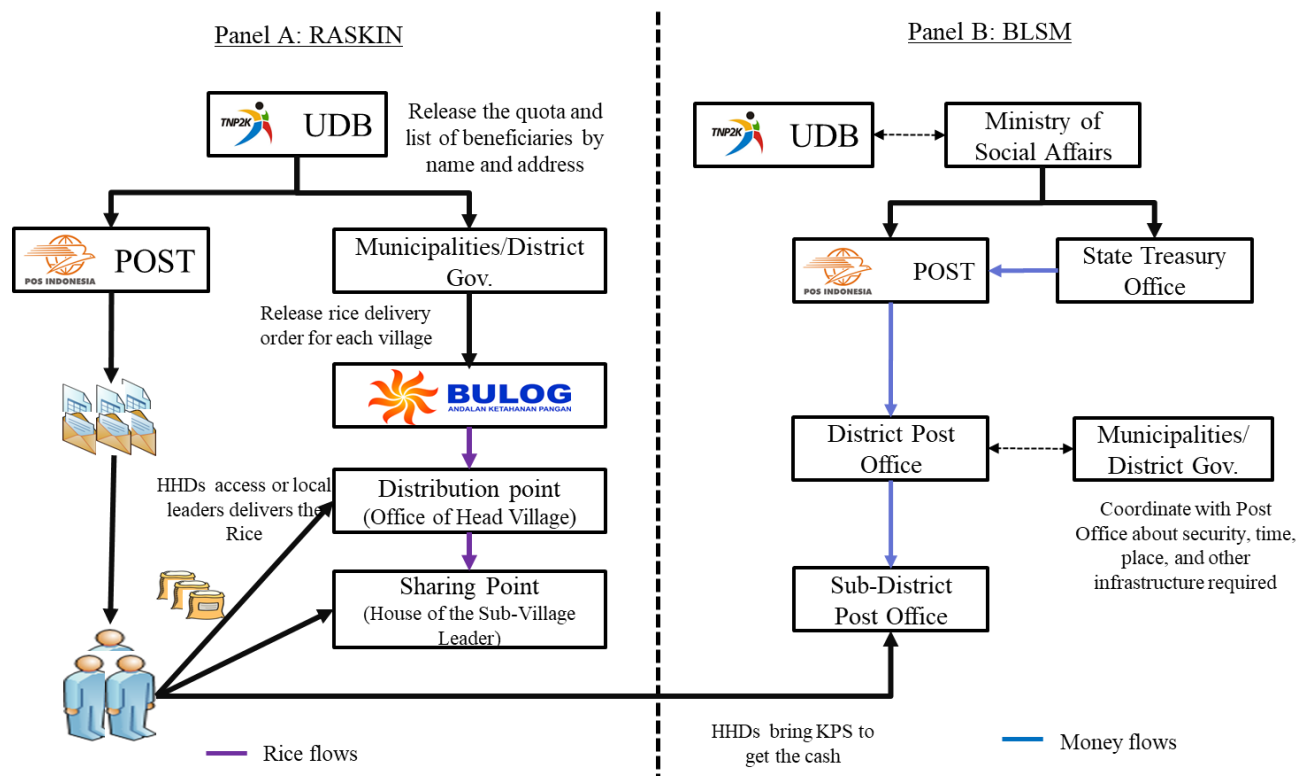 Panel A: RASKIN
TNP2K
UDB
Release the quota and
list of beneficiaries by
name and address
POS INDONESIA
POST
Municipalities/District
Gov.
Release rice delivery
order for each village
BULOG
ANDALAN KETAHANAN PANGAN
HHDs access or local
leaders delivers the
Rice
Distribution point
(Office of Head Village)
Sharing Point
(House of the Sub-Village
Leader)
Rice flows
Panel B: BLSM
TNP2K
UDB
Ministry of
Social Affairs
POS INDONESIA
POST
State Treasury
Office
District Post
Office
Municipalities/
District Gov.
Coordinate with Post
Office about security, time,
place, and other
infrastructure required
Sub-District
Post Office
HHDs bring KPS to
get the cash
Money flows